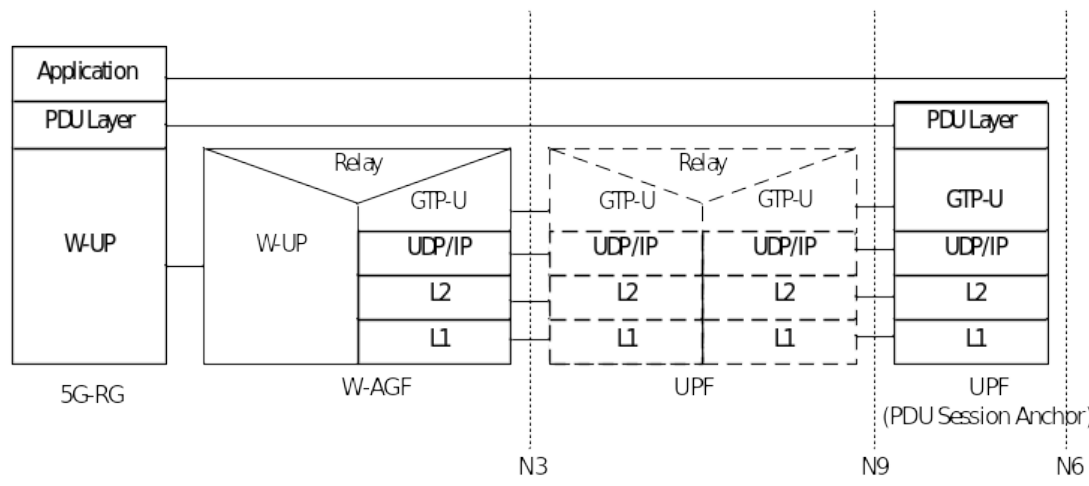 Application
PDU Layer
PDU Layer
Relay
Relay
GTP-U
GTP-U
GTP-U
GTP-U
W-UP
W-UP
UDP/IP
UDP/IP
UDP/IP
UDP/IP
L2
L2
L2
L2
L1
L1
L1
L1
5G-RG
W-AGF
UPF
UPF
(PDU Session Anchor)
N3
N9
N6